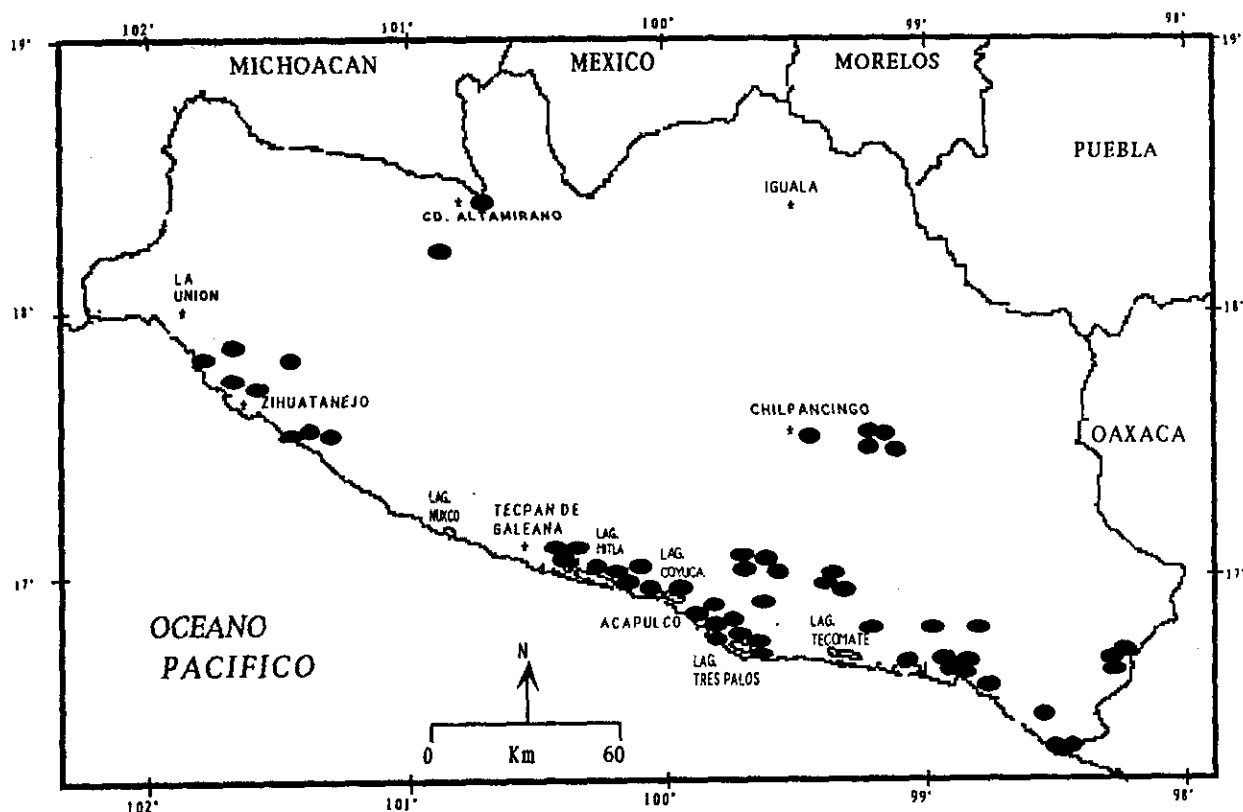 102'
101'
100'
99'
98'
19'
19'
MICHOACAN
MEXICO
MORELOS
PUEBLA
IGUALA
CD. ALTAMIRANO
LA
UNION
18'
18'
ZIHUATANEJO
CHILPANCINGO
OAXACA
LAG.
NUXCO
TECPAN DE
GALEANA
LAG.
MITLA
LAG.
COYUCA
17'
17'
ACAPULCO
OCEANO
PACIFICO
LAG.
TECOMATE
LAG.
TRES PALOS
N
0 Km 60
102'
101'
100'
99'
98'